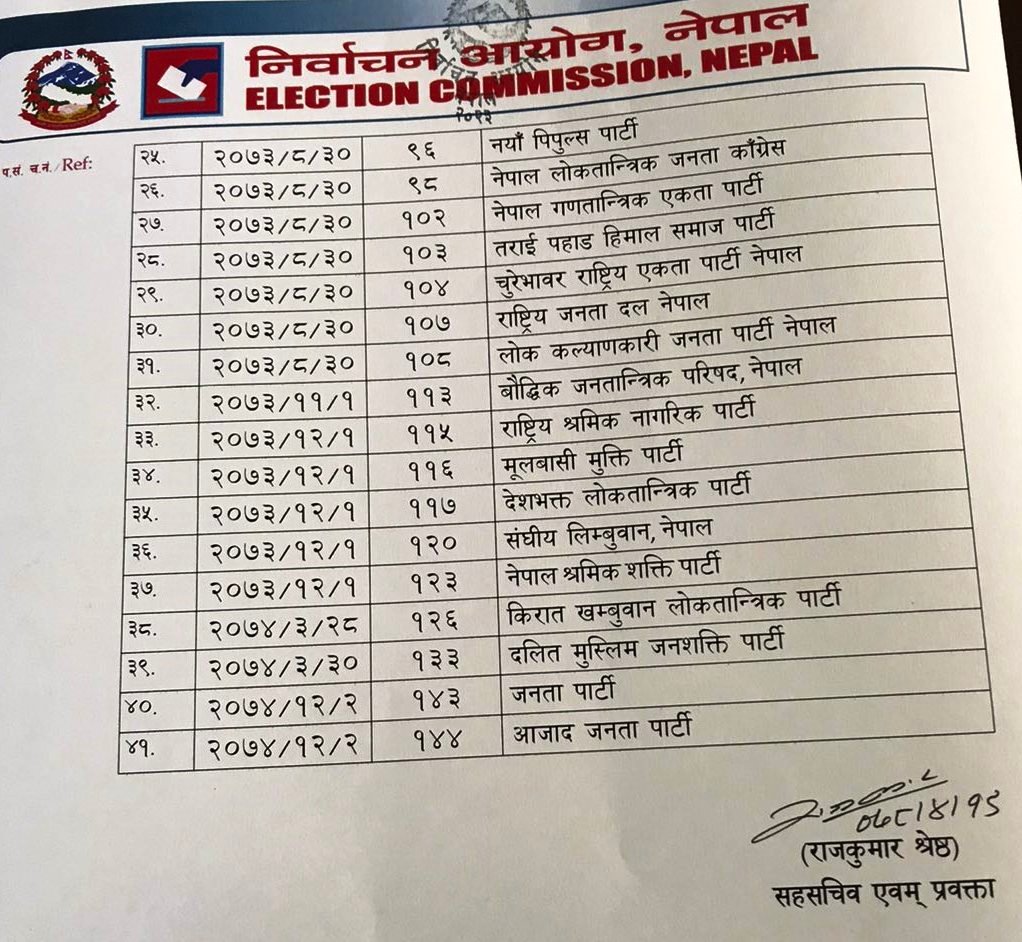 निर्वाचन आयोग, नेपाल
ELECTION COMMISSION, NEPAL
प.सं. च.नं./Ref:
२५. २०७३/८/३० ९६ नयाँ पिपुल्स पार्टी
२६. २०७३/८/३० ९८ नेपाल लोकतान्त्रिक जनता काँग्रेस
२७. २०७३/८/३० १०२ नेपाल गणतान्त्रिक एकता पार्टी
२८. २०७३/८/३० १०३ तराई पहाड हिमाल समाज पार्टी
२९. २०७३/८/३० १०४ चुरेभावर राष्ट्रिय एकता पार्टी नेपाल
३०. २०७३/८/३० १०७ राष्ट्रिय जनता दल नेपाल
३१. २०७३/८/३० १०८ लोक कल्याणकारी जनता पार्टी नेपाल
३२. २०७३/११/१ ११३ बौद्धिक जनतान्त्रिक परिषद, नेपाल
३३. २०७३/१२/१ ११५ राष्ट्रिय श्रमिक नागरिक पार्टी
३४. २०७३/१२/१ ११६ मूलबासी मुक्ति पार्टी
३५. २०७३/१२/१ ११७ देशभक्त लोकतान्त्रिक पार्टी
३६. २०७३/१२/१ १२० संघीय लिम्बुवान, नेपाल
३७. २०७३/१२/१ १२३ नेपाल श्रमिक शक्ति पार्टी
३८. २०७४/३/२८ १२६ किरात खम्बुवान लोकतान्त्रिक पार्टी
३९. २०७४/३/३० १३३ दलित मुस्लिम जनशक्ति पार्टी
४०. २०७४/१२/२ १४३ जनता पार्टी
४१. २०७४/१२/२ १४४ आजाद जनता पार्टी
(राजकुमार श्रेष्ठ)
सहसचिव एवम् प्रवक्ता